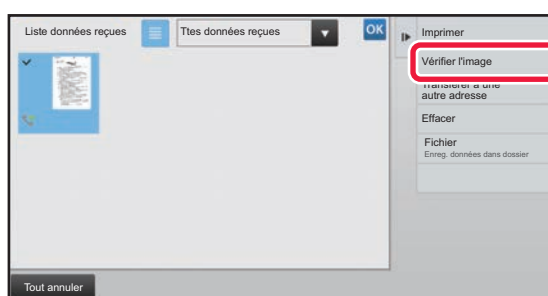 Liste données reçues
Ttes données reçues
OK
Imprimer
Vérifier l'image
Transférer à une
autre adresse
Effacer
Fichier
Enreg. données dans dossier
Tout annuler